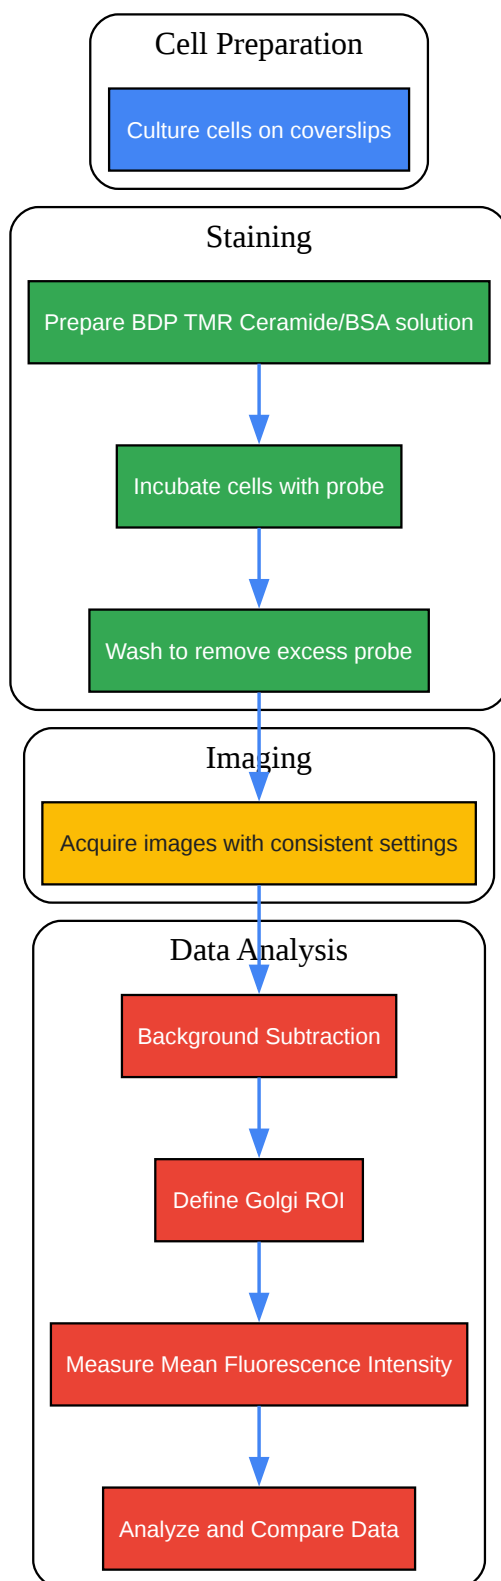 Cell Preparation
Culture cells on coverslips
Staining
Prepare BDP TMR Ceramide/BSA solution
Incubate cells with probe
Wash to remove excess probe
Imaging
Acquire images with consistent settings
Data Analysis
Background Subtraction
Define Golgi ROI
Measure Mean Fluorescence Intensity
Analyze and Compare Data